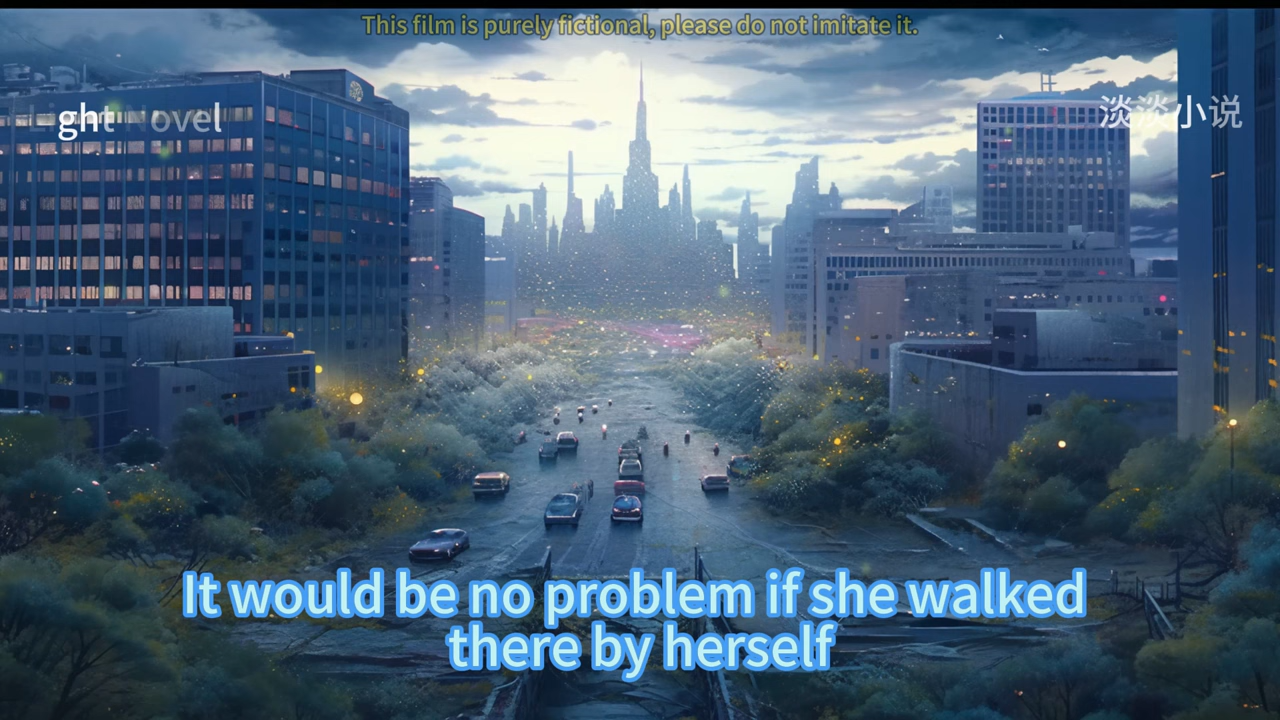 This film is purely fictional, please do not imitate it.
Light Novel
淡淡小说
It would be no problem if she walked
there by herself